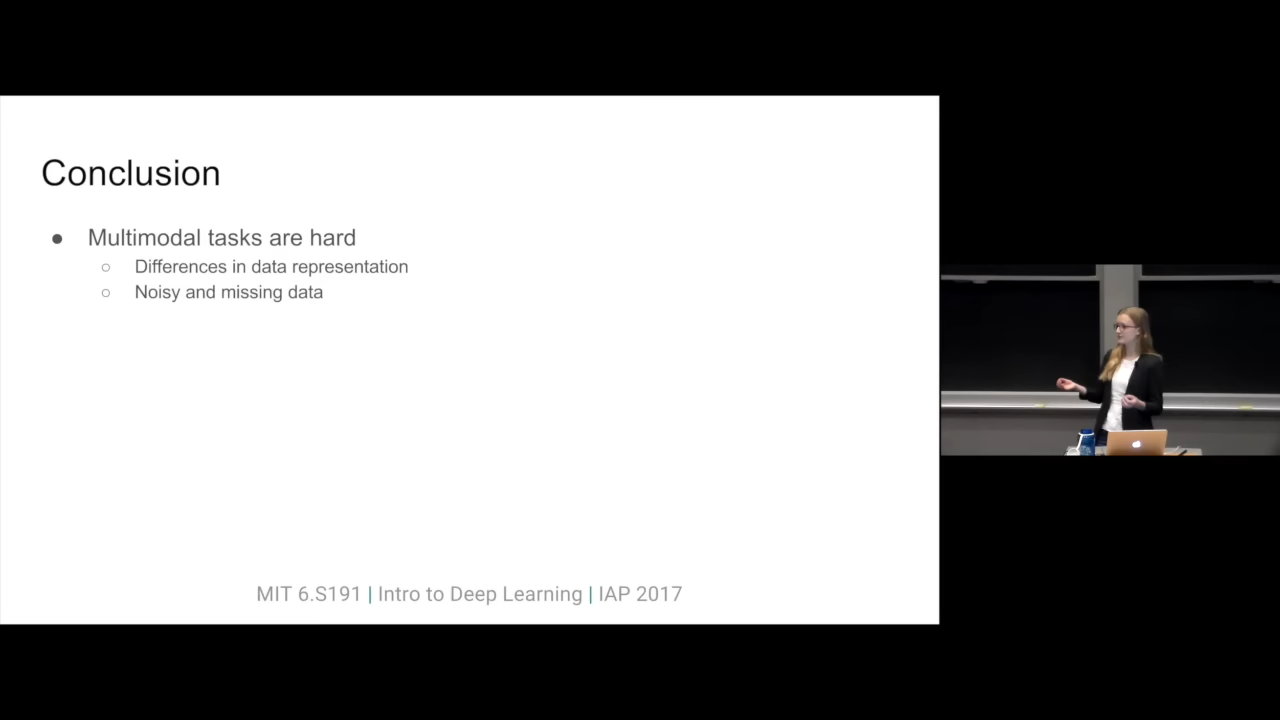 Conclusion
● Multimodal tasks are hard
○ Differences in data representation
○ Noisy and missing data
MIT 6.S191 | Intro to Deep Learning | IAP 2017